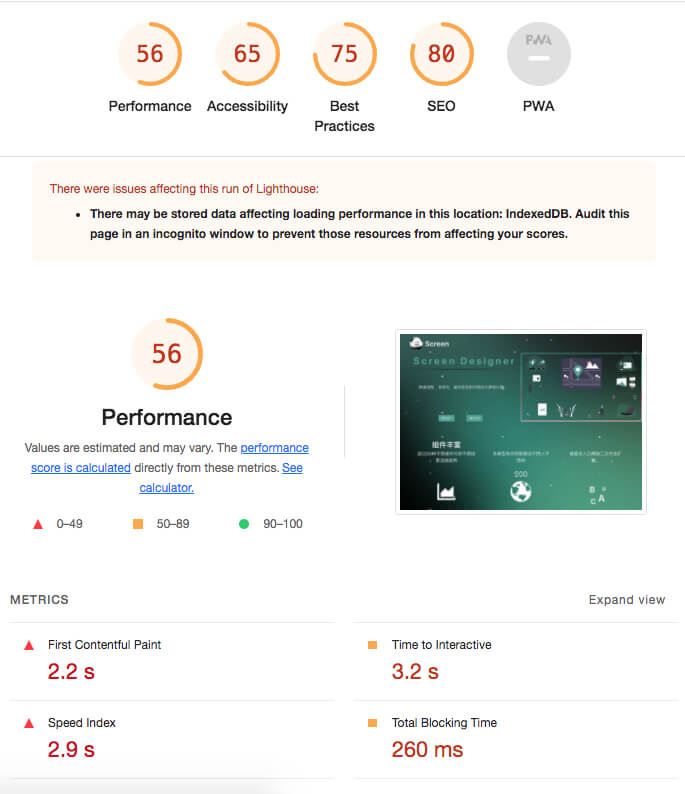 56
65
75
80
PWA
Performance
Accessibility
Best
Practices
SEO
PWA
There were issues affecting this run of Lighthouse:
There may be stored data affecting loading performance in this location: IndexedDB. Audit this
page in an incognito window to prevent those resources from affecting your scores.
56
Performance
Values are estimated and may vary. The performance
score is calculated directly from these metrics. See
calculator.
0–49
50–89
90–100
Screen
Screen Designer
组件丰富
200
B
C A
METRICS
Expand view
First Contentful Paint
2.2 s
Time to Interactive
3.2 s
Speed Index
2.9 s
Total Blocking Time
260 ms